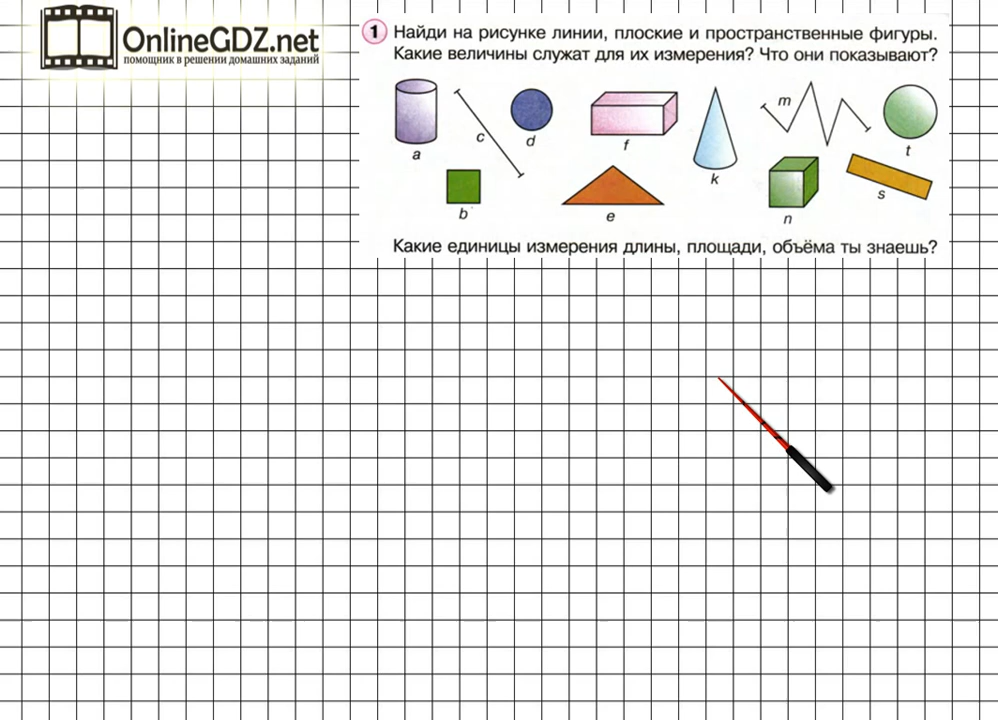 OnlineGDZ.net
помощник в решении домашних заданий
1 Найди на рисунке линии, плоские и пространственные фигуры.
Какие величины служат для их измерения? Что они показывают?
a
c
d
f
k
m
t
b
e
n
s
Какие единицы измерения длины, площади, объёма ты знаешь?